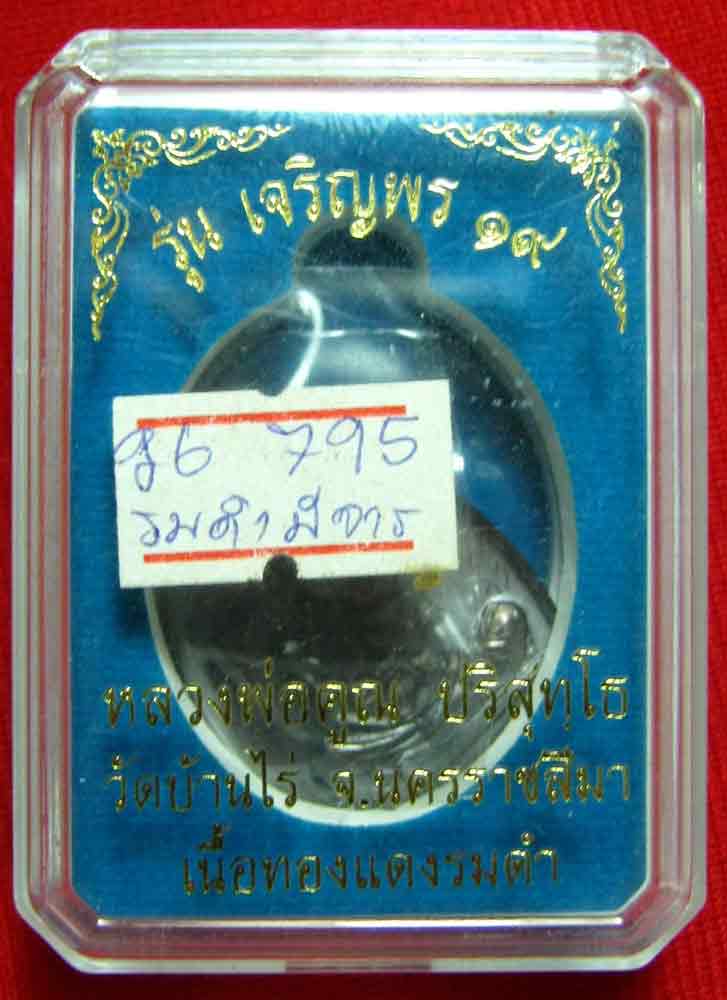 รุ่น เจริญพร ๑๙
795
รมดำ มีจาร
หลวงพ่อคูณ ปริสุทฺโธ
วัดบ้านไร่ จ.นครราชสีมา
เนื้อทองแดงรมดำ